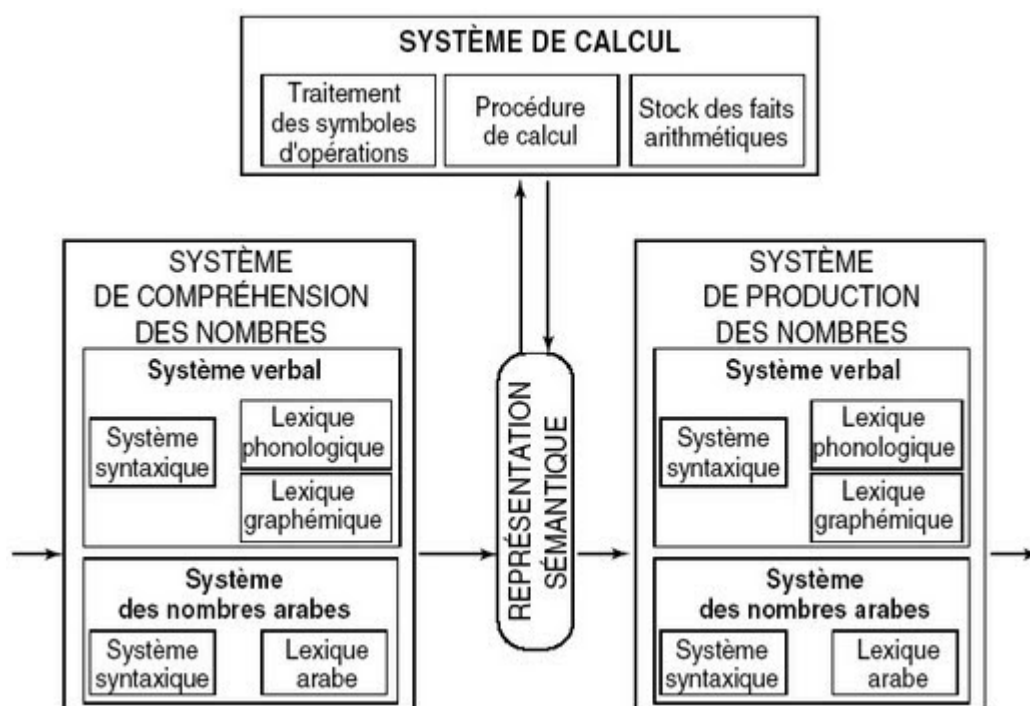 SYSTÈME DE CALCUL
Traitement
des symboles
d'opérations
Procédure
de calcul
Stock des faits
arithmétiques
SYSTÈME
DE COMPRÉHENSION
DES NOMBRES
Système verbal
Système
syntaxique
Lexique
phonologique
Lexique
graphémique
Système
des nombres arabes
Système
syntaxique
Lexique
arabe
REPRÉSENTATION
SÉMANTIQUE
SYSTÈME
DE PRODUCTION
DES NOMBRES
Système verbal
Système
syntaxique
Lexique
phonologique
Lexique
graphémique
Système
des nombres arabes
Système
syntaxique
Lexique
arabe